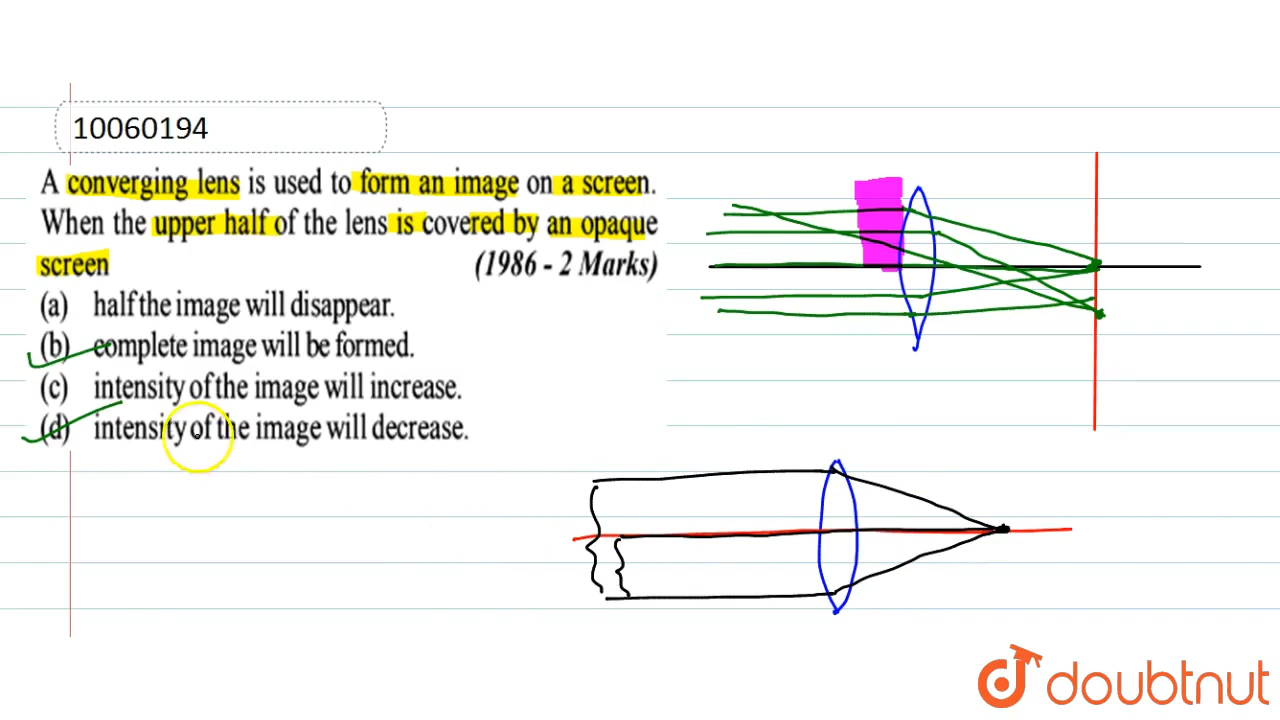 10060194
A converging lens is used to form an image on a screen.
When the upper half of the lens is covered by an opaque
screen (1986 - 2 Marks)
(a) half the image will disappear.
(b) complete image will be formed.
(c) intensity of the image will increase.
(d) intensity of the image will decrease.
doubtnut